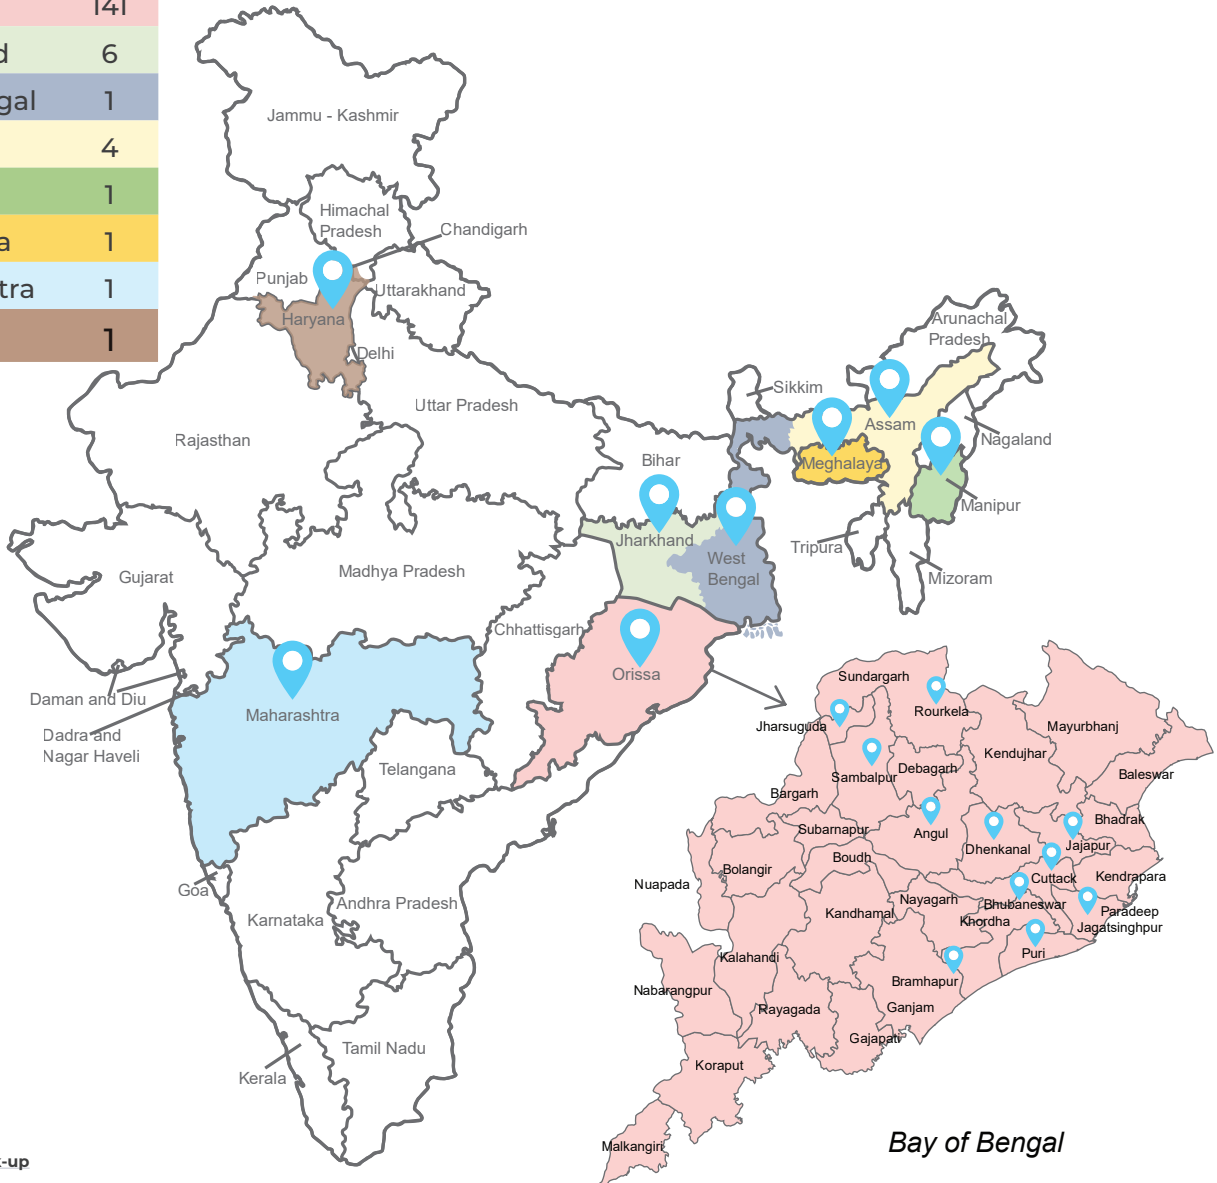 141
d 6
gal 1
4
1
a 1
tra 1
1
Jammu - Kashmir
Himachal
Pradesh
Chandigarh
Punjab
Uttarakhand
Haryana
Delhi
Arunachal
Pradesh
Sikkim
Uttar Pradesh
Assam
Rajasthan
Nagaland
Bihar
Meghalaya
Manipur
Jharkhand
Tripura
West
Bengal
Madhya Pradesh
Gujarat
Mizoram
Chhattisgarh
Orissa
Daman and Diu
Maharashtra
Dadra and
Nagar Haveli
Telangana
Goa
Andhra Pradesh
Karnataka
Tamil Nadu
Kerala
Sundargarh
Rourkela
Jharsuguda
Mayurbhanj
Kendujhar
Sambalpur
Debagarh
Baleswar
Bargarh
Bhadrak
Subarnapur
Angul
Dhenkanal
Jajapur
Boudh
Bolangir
Cuttack
Kendrapara
Nuapada
Nayagarh
Bhubaneswar
Kandhamal
Khordha
Paradeep
Jagatsinghpur
Puri
Kalahandi
Bramhapur
Nabarangpur
Rayagada
Ganjam
Gajapati
Koraput
Malkangiri
Bay of Bengal
-up